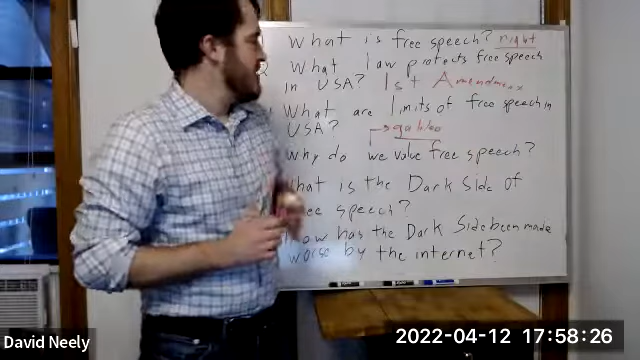 What is free speech? right
What law protects free speech
in USA? 1st Amendment
What are limits of free speech in
USA?
Why do we value free speech?
What is the Dark Side of
free speech?
How has the Dark Side been made
worse by the internet?
David Neely
2022-04-12 17:58:26